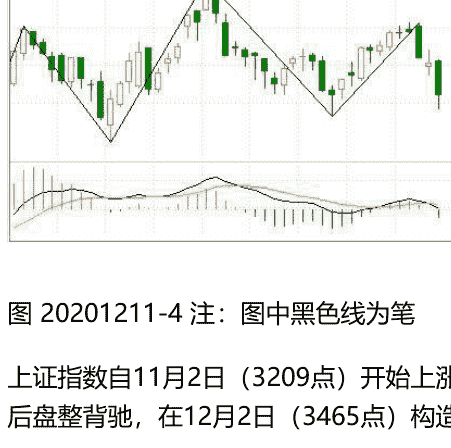 图 20201211-4 注：图中黑色线为笔
上证指数自11月2日（3209点）开始上涨
后盘整背驰，在12月2日（3465点）构造